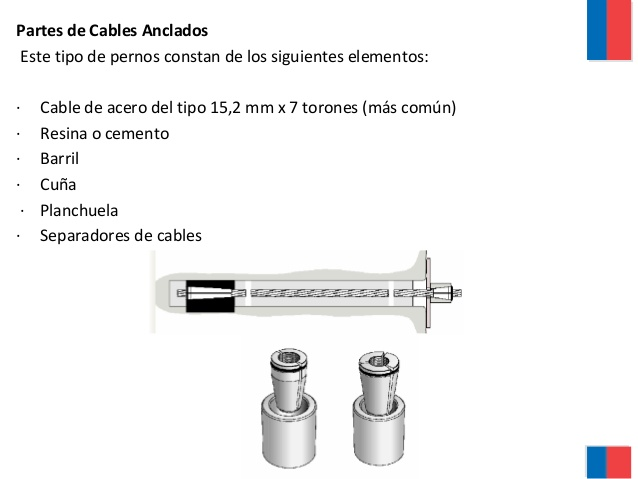 Partes de Cables Anclados
Este tipo de pernos constan de los siguientes elementos:
· Cable de acero del tipo 15,2 mm x 7 torones (más común)
· Resina o cemento
· Barril
· Cuña
· Planchuela
· Separadores de cables